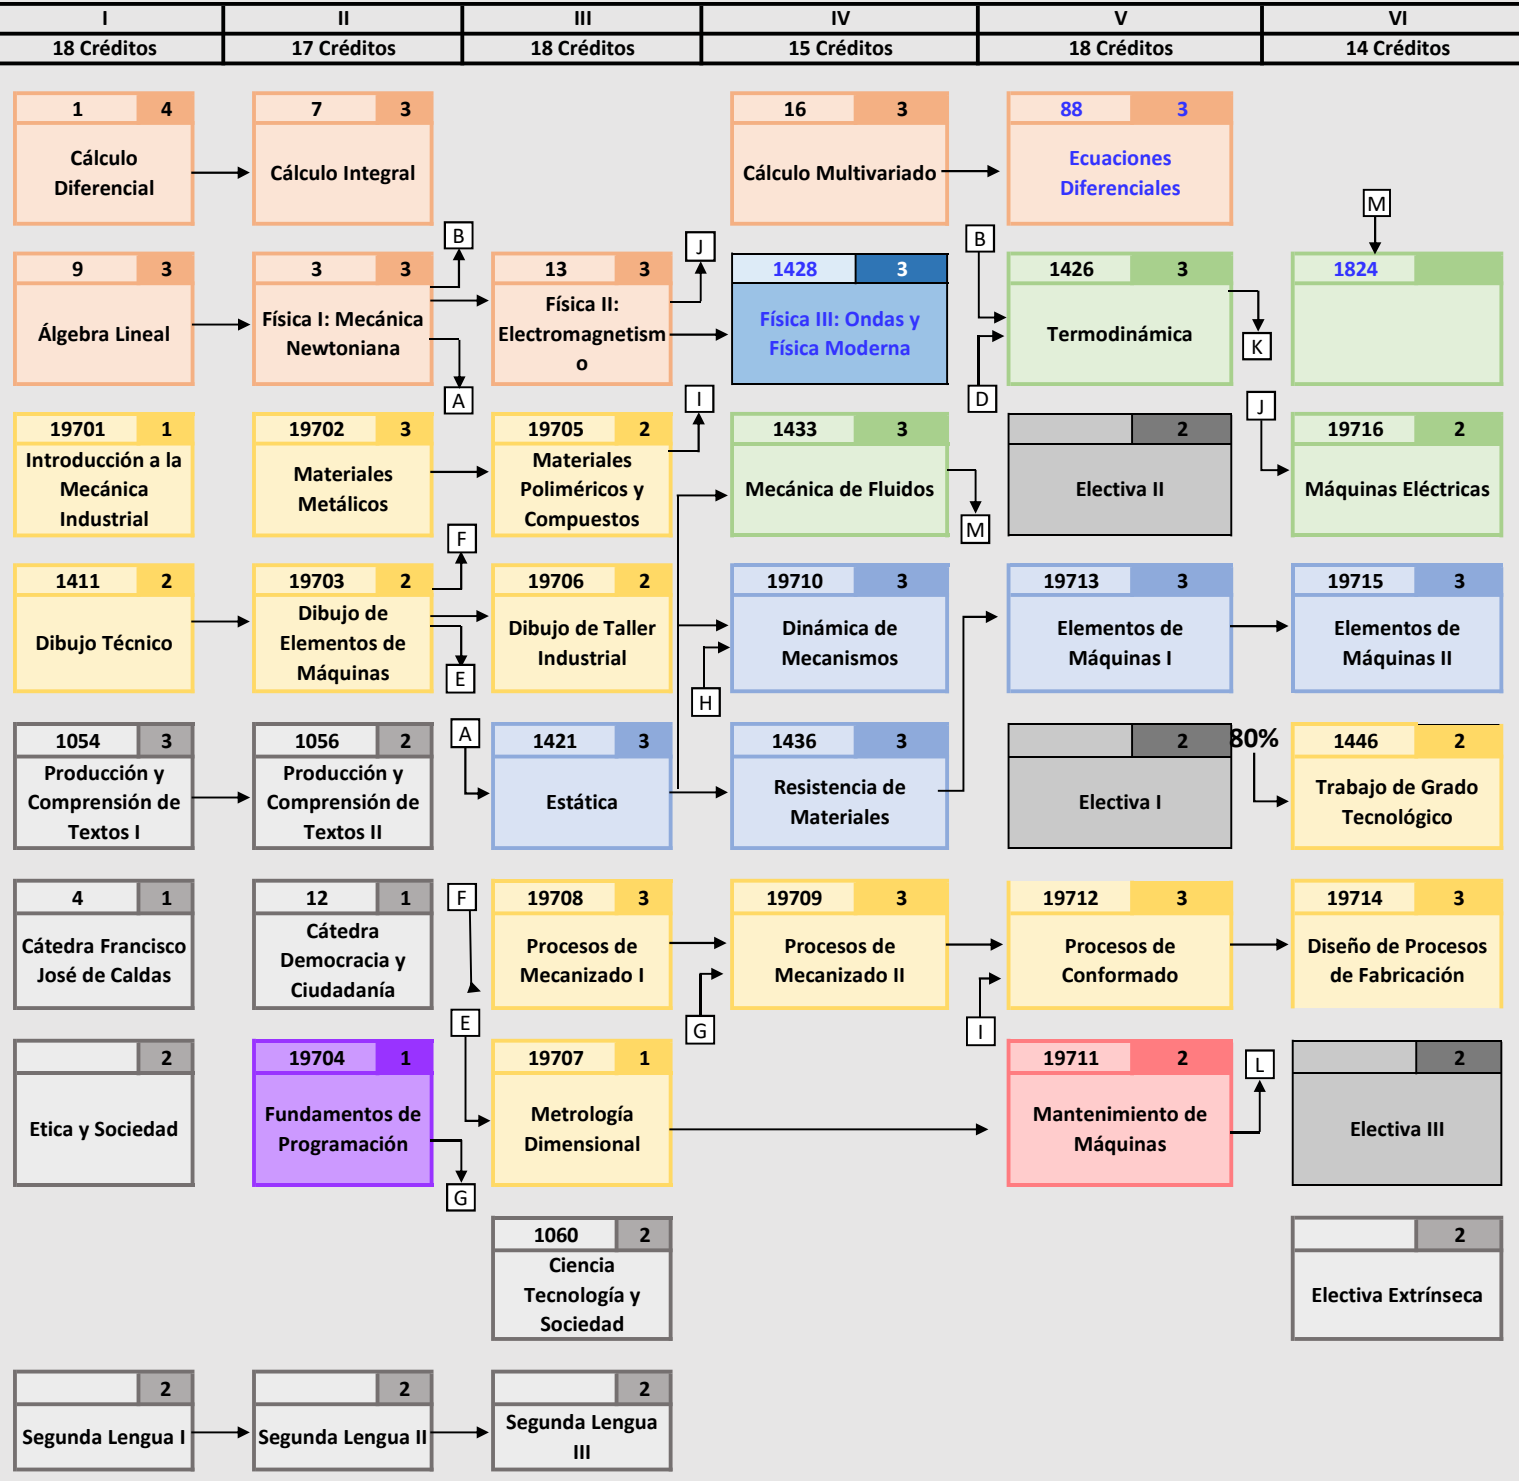 I II III IV V VI
18 Créditos 17 Créditos 18 Créditos 15 Créditos 18 Créditos 14 Créditos
1 4 7 3 16 3 88 3
Cálculo
Diferencial
Cálculo Integral
Cálculo Multivariado
Ecuaciones
Diferenciales
M
B
J
B
9 3 3 3 13 3 1428 3 1426 3 1824
Álgebra Lineal
Física I: Mecánica
Newtoniana
Física II:
Electromagnetism
o
Física III: Ondas y
Física Moderna
Termodinámica
K
A
I
D
J
19701 1 19702 3 19705 2 1433 3 2 19716 2
Introducción a la
Mecánica
Industrial
Materiales
Metálicos
Materiales
Poliméricos y
Compuestos
Mecánica de Fluidos
Electiva II
Máquinas Eléctricas
F
M
1411 2 19703 2 19706 2 19710 3 19713 3 19715 3
Dibujo Técnico
Dibujo de
Elementos de
Máquinas
Dibujo de Taller
Industrial
Dinámica de
Mecanismos
Elementos de
Máquinas I
Elementos de
Máquinas II
E
H
A
1054 3 1056 2 1421 3 1436 3 2 80% 1446 2
Producción y
Comprensión de
Textos I
Producción y
Comprensión de
Textos II
Estática
Resistencia de
Materiales
Electiva I
Trabajo de Grado
Tecnológico
4 1 12 1 F 19708 3 19709 3 19712 3 19714 3
Cátedra Francisco
José de Caldas
Cátedra
Democracia y
Ciudadanía
Procesos de
Mecanizado I
Procesos de
Mecanizado II
Procesos de
Conformado
Diseño de Procesos
de Fabricación
E
G
I
2 19704 1 19707 1 19711 2 L 2
Etica y Sociedad
Fundamentos de
Programación
Metrología
Dimensional
Mantenimiento de
Máquinas
Electiva III
G
1060 2 2
Ciencia
Tecnología y
Sociedad
Electiva Extrínseca
2 2 2
Segunda Lengua I
Segunda Lengua II
Segunda Lengua
III